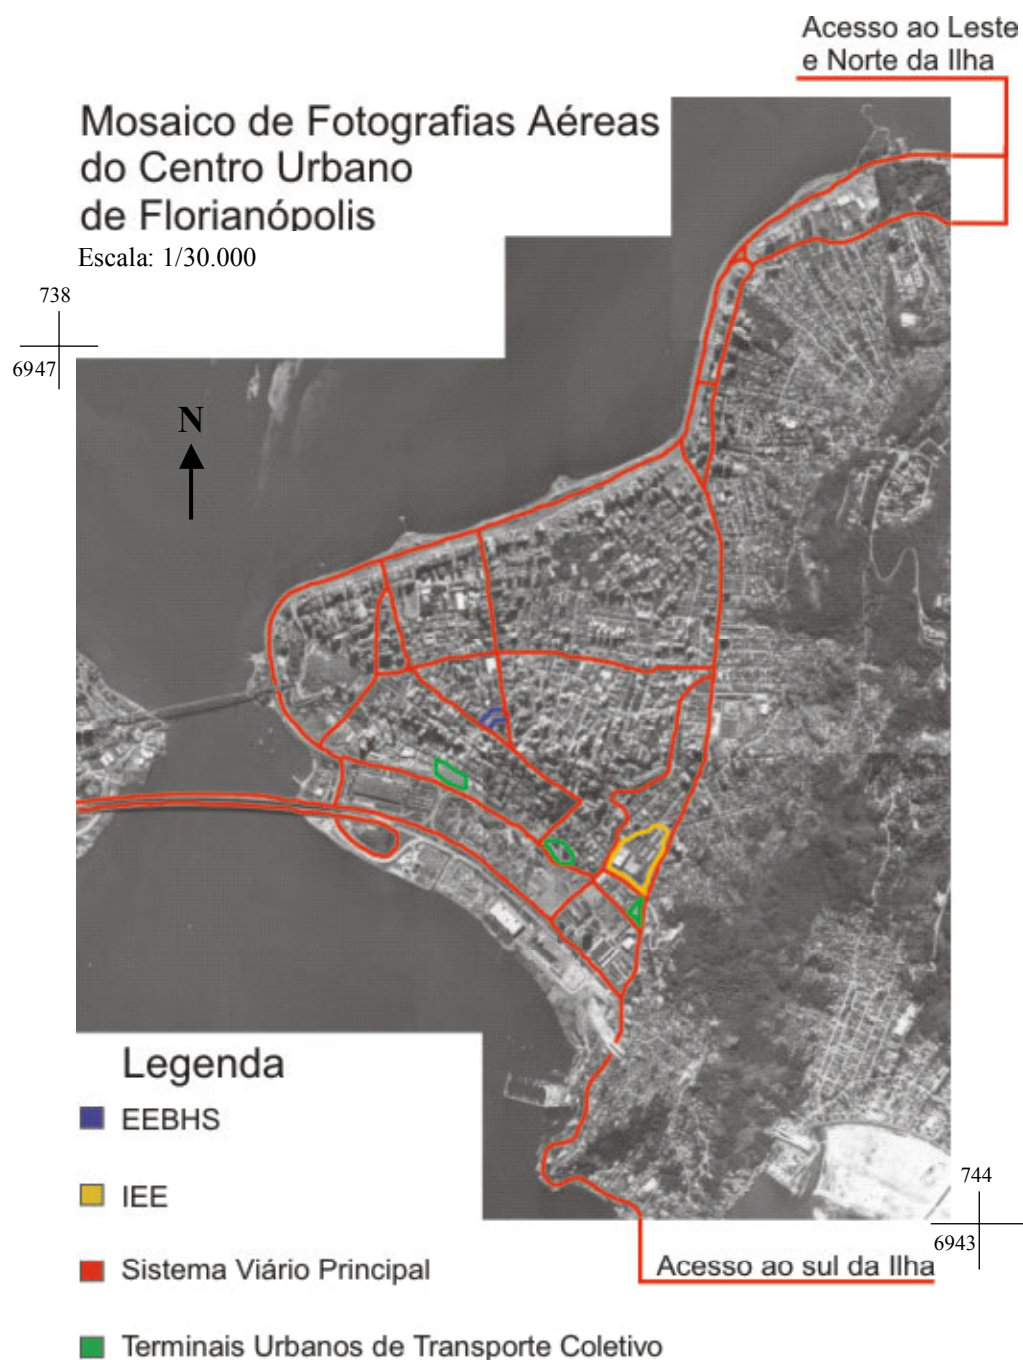 Acesso ao Leste
e Norte da Ilha
Mosaico de Fotografias Aéreas
do Centro Urbano
de Florianópolis
Escala: 1/30.000
738
6947
N
Legenda
EEBHS
IEE
Sistema Viário Principal
Terminais Urbanos de Transporte Coletivo
744
6943
Acesso ao sul da Ilha